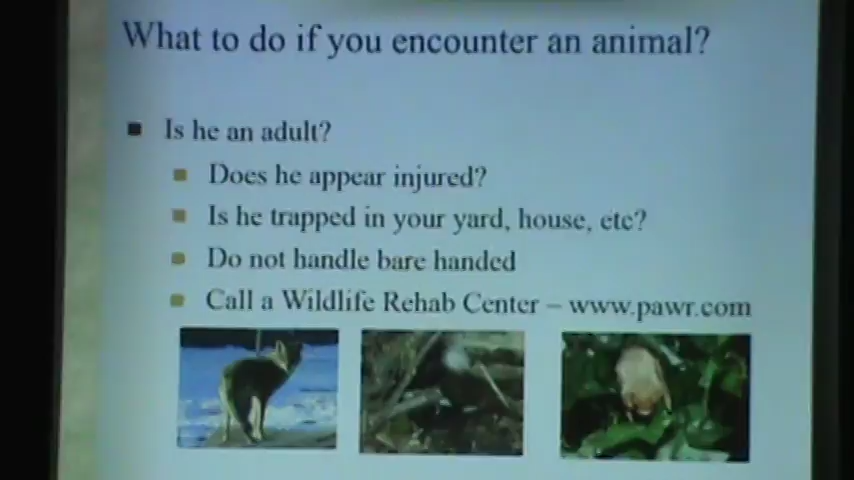 What to do if you encounter an animal?
Is he an adult?
Does he appear injured?
Is he trapped in your yard, house, etc?
Do not handle bare handed
Call a Wildlife Rehab Center – www.pawr.com